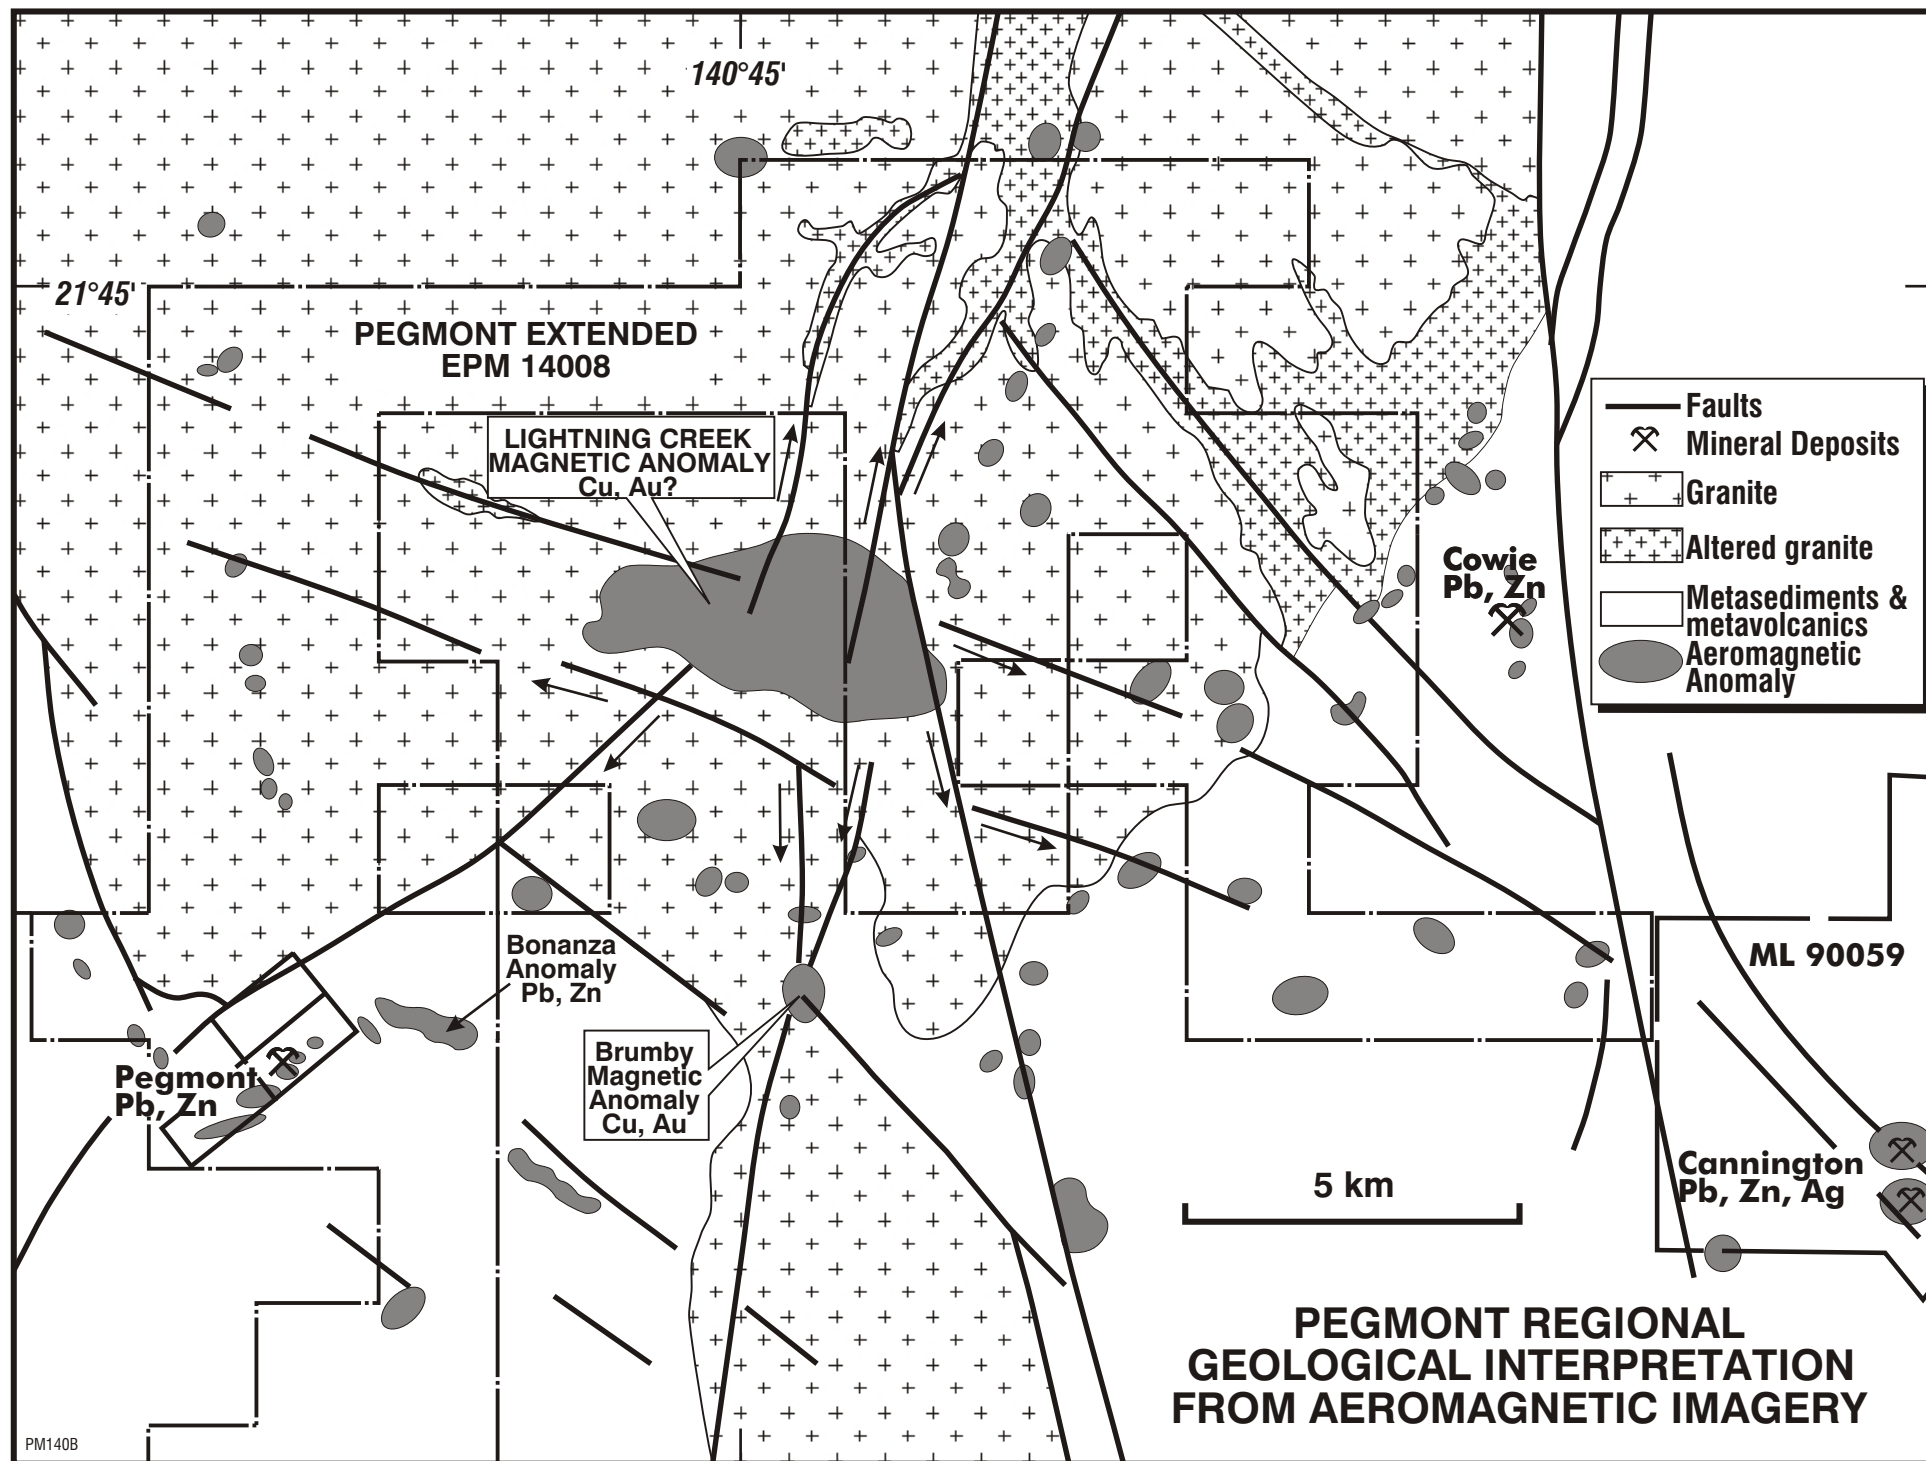 140°45'
21°45'
PEGMONT EXTENDED
EPM 14008
LIGHTNING CREEK
MAGNETIC ANOMALY
Cu, Au?
Faults
Mineral Deposits
Granite
Altered granite
Metasediments &
metavolcanics
Aeromagnetic
Anomaly
Cowie
Pb, Zn
Bonanza
Anomaly
Pb, Zn
ML 90059
Brumby
Magnetic
Anomaly
Cu, Au
Pegmont
Pb, Zn
Cannington
Pb, Zn, Ag
5 km
PEGMONT REGIONAL
GEOLOGICAL INTERPRETATION
FROM AEROMAGNETIC IMAGERY
PM140B